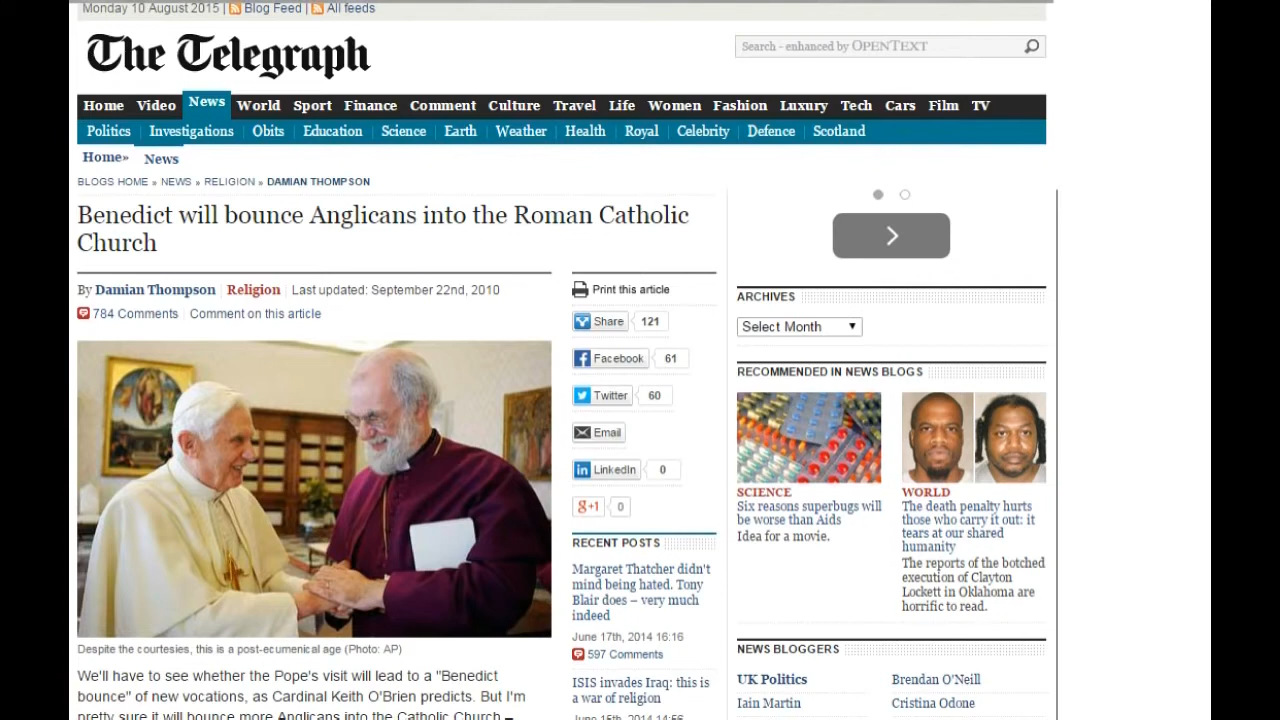 Monday 10 August 2015 | Blog Feed | All feeds
The Telegraph
Search - enhanced by OPENTEXT
Home Video News World Sport Finance Comment Culture Travel Life Women Fashion Luxury Tech Cars Film TV
Politics Investigations Obits Education Science Earth Weather Health Royal Celebrity Defence Scotland
Home» News
BLOGS HOME » NEWS » RELIGION » DAMIAN THOMPSON
Benedict will bounce Anglicans into the Roman Catholic
Church
By Damian Thompson Religion Last updated: September 22nd, 2010
784 Comments Comment on this article
Despite the courtesies, this is a post-ecumenical age (Photo: AP)
We'll have to see whether the Pope's visit will lead to a "Benedict
bounce" of new vocations, as Cardinal Keith O'Brien predicts. But I'm
pretty sure it will bounce more Anglicans into the Catholic Church –
Print this article
Share 121
Facebook 61
Twitter 60
Email
LinkedIn 0
g+1 0
RECENT POSTS
Margaret Thatcher didn't
mind being hated. Tony
Blair does – very much
indeed
June 17th, 2014 16:16
597 Comments
ISIS invades Iraq: this is
a war of religion
June 15th, 2014 14:56
ARCHIVES
Select Month
RECOMMENDED IN NEWS BLOGS
SCIENCE
Six reasons superbugs will
be worse than Aids
Idea for a movie.
WORLD
The death penalty hurts
those who carry it out: it
tears at our shared
humanity
The reports of the botched
execution of Clayton
Lockett in Oklahoma are
horrific to read.
NEWS BLOGGERS
UK Politics
Iain Martin
Brendan O'Neill
Cristina Odone